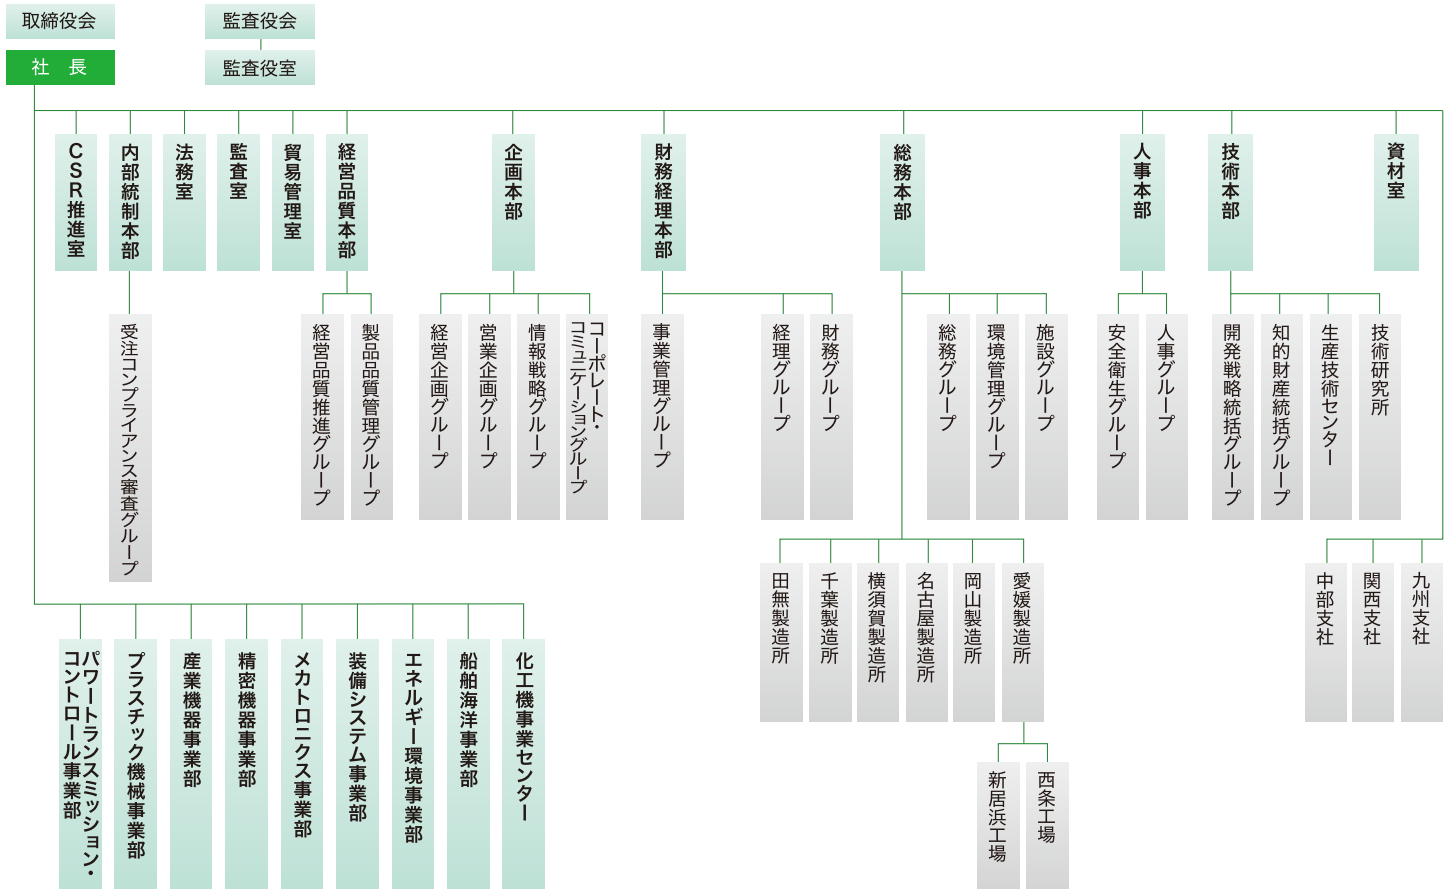 取締役会
監査役会
社　長
監査役室
CSR推進室
内部統制本部
法務室
監査室
貿易管理室
経営品質本部
企画本部
財務経理本部
総務本部
人事本部
技術本部
資材室
受注コンプライアンス審査グループ
経営品質推進グループ
製品品質管理グループ
経営企画グループ
営業企画グループ
情報戦略グループ
コーポレート・
コミュニケーショングループ
事業管理グループ
経理グループ
財務グループ
総務グループ
環境管理グループ
施設グループ
安全衛生グループ
人事グループ
開発戦略統括グループ
知的財産統括グループ
生産技術センター
技術研究所
田無製造所
千葉製造所
横須賀製造所
名古屋製造所
岡山製造所
愛媛製造所
中部支社
関西支社
九州支社
パワートランスミッション・
コントロール事業部
プラスチック機械事業部
産業機器事業部
精密機器事業部
メカトロニクス事業部
装備システム事業部
エネルギー環境事業部
船舶海洋事業部
化工機事業センター
新居浜工場
西条工場